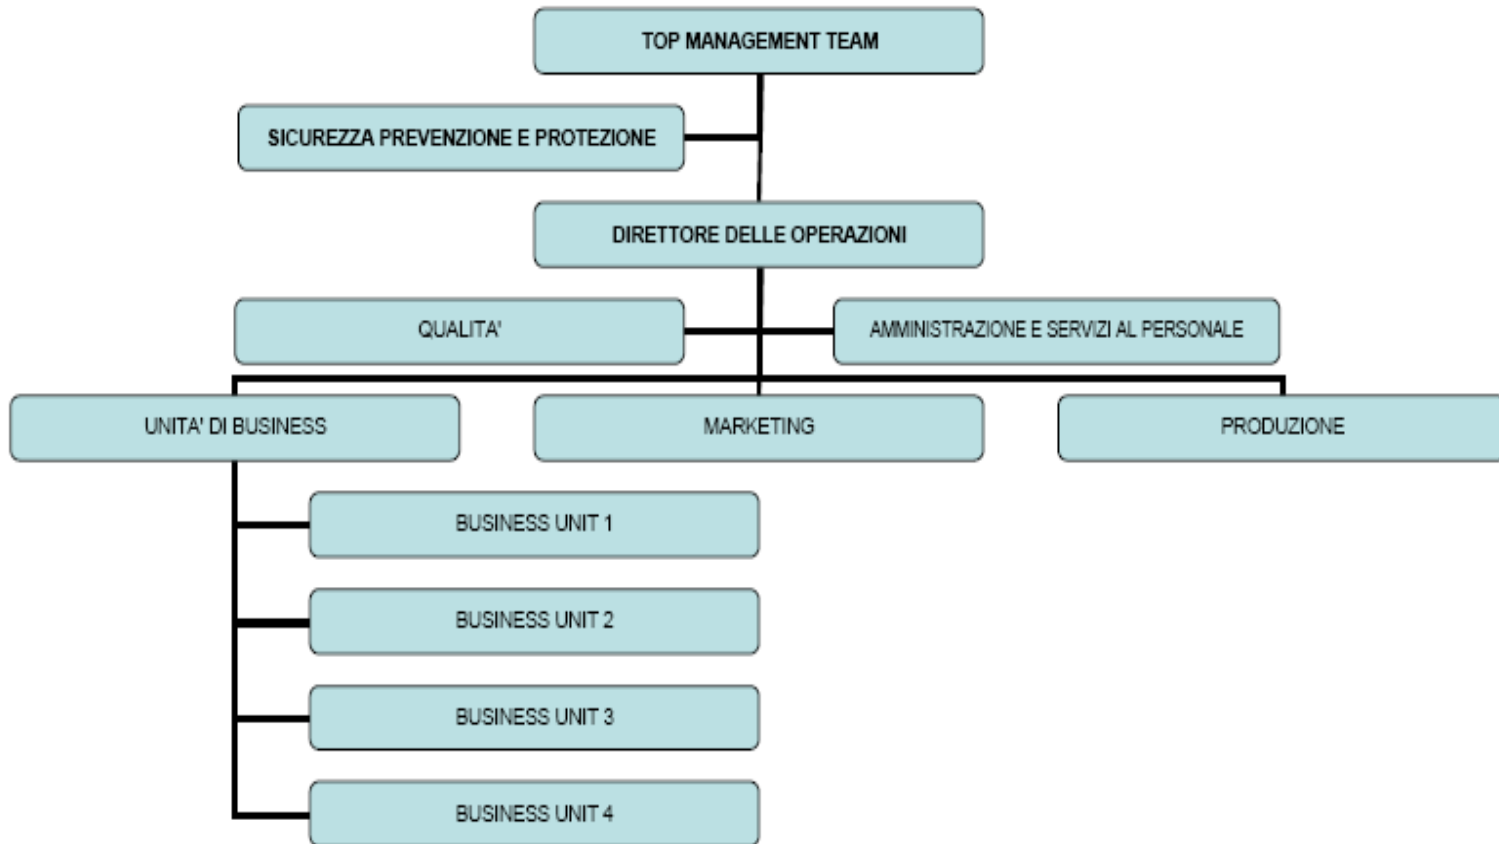 TOP MANAGEMENT TEAM
SICUREZZA PREVENZIONE E PROTEZIONE
DIRETTORE DELLE OPERAZIONI
QUALITA'
AMMINISTRAZIONE E SERVIZI AL PERSONALE
UNITA' DI BUSINESS
MARKETING
PRODUZIONE
BUSINESS UNIT 1
BUSINESS UNIT 2
BUSINESS UNIT 3
BUSINESS UNIT 4